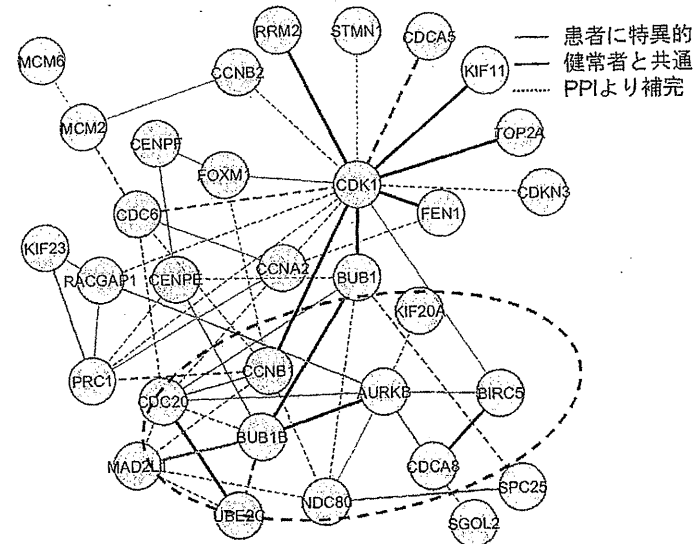 RRM2
STMN1
CDCA5
患者に特異的
健常者と共通
PPIより補完
MCM6
CCNB2
KIF11
MCM2
TOP2A
CENPF
FOXM1
CDK1
CDKN3
CDC6
FEN1
KIF23
RACGAP1
CENPE
CCNA2
BUB1
KIF20A
PRC1
CCNB1
CDC20
AURKB
BIRC5
BUB1B
MAD2L1
CDCA8
SPC25
UBE2C
NDC80
SGOL2